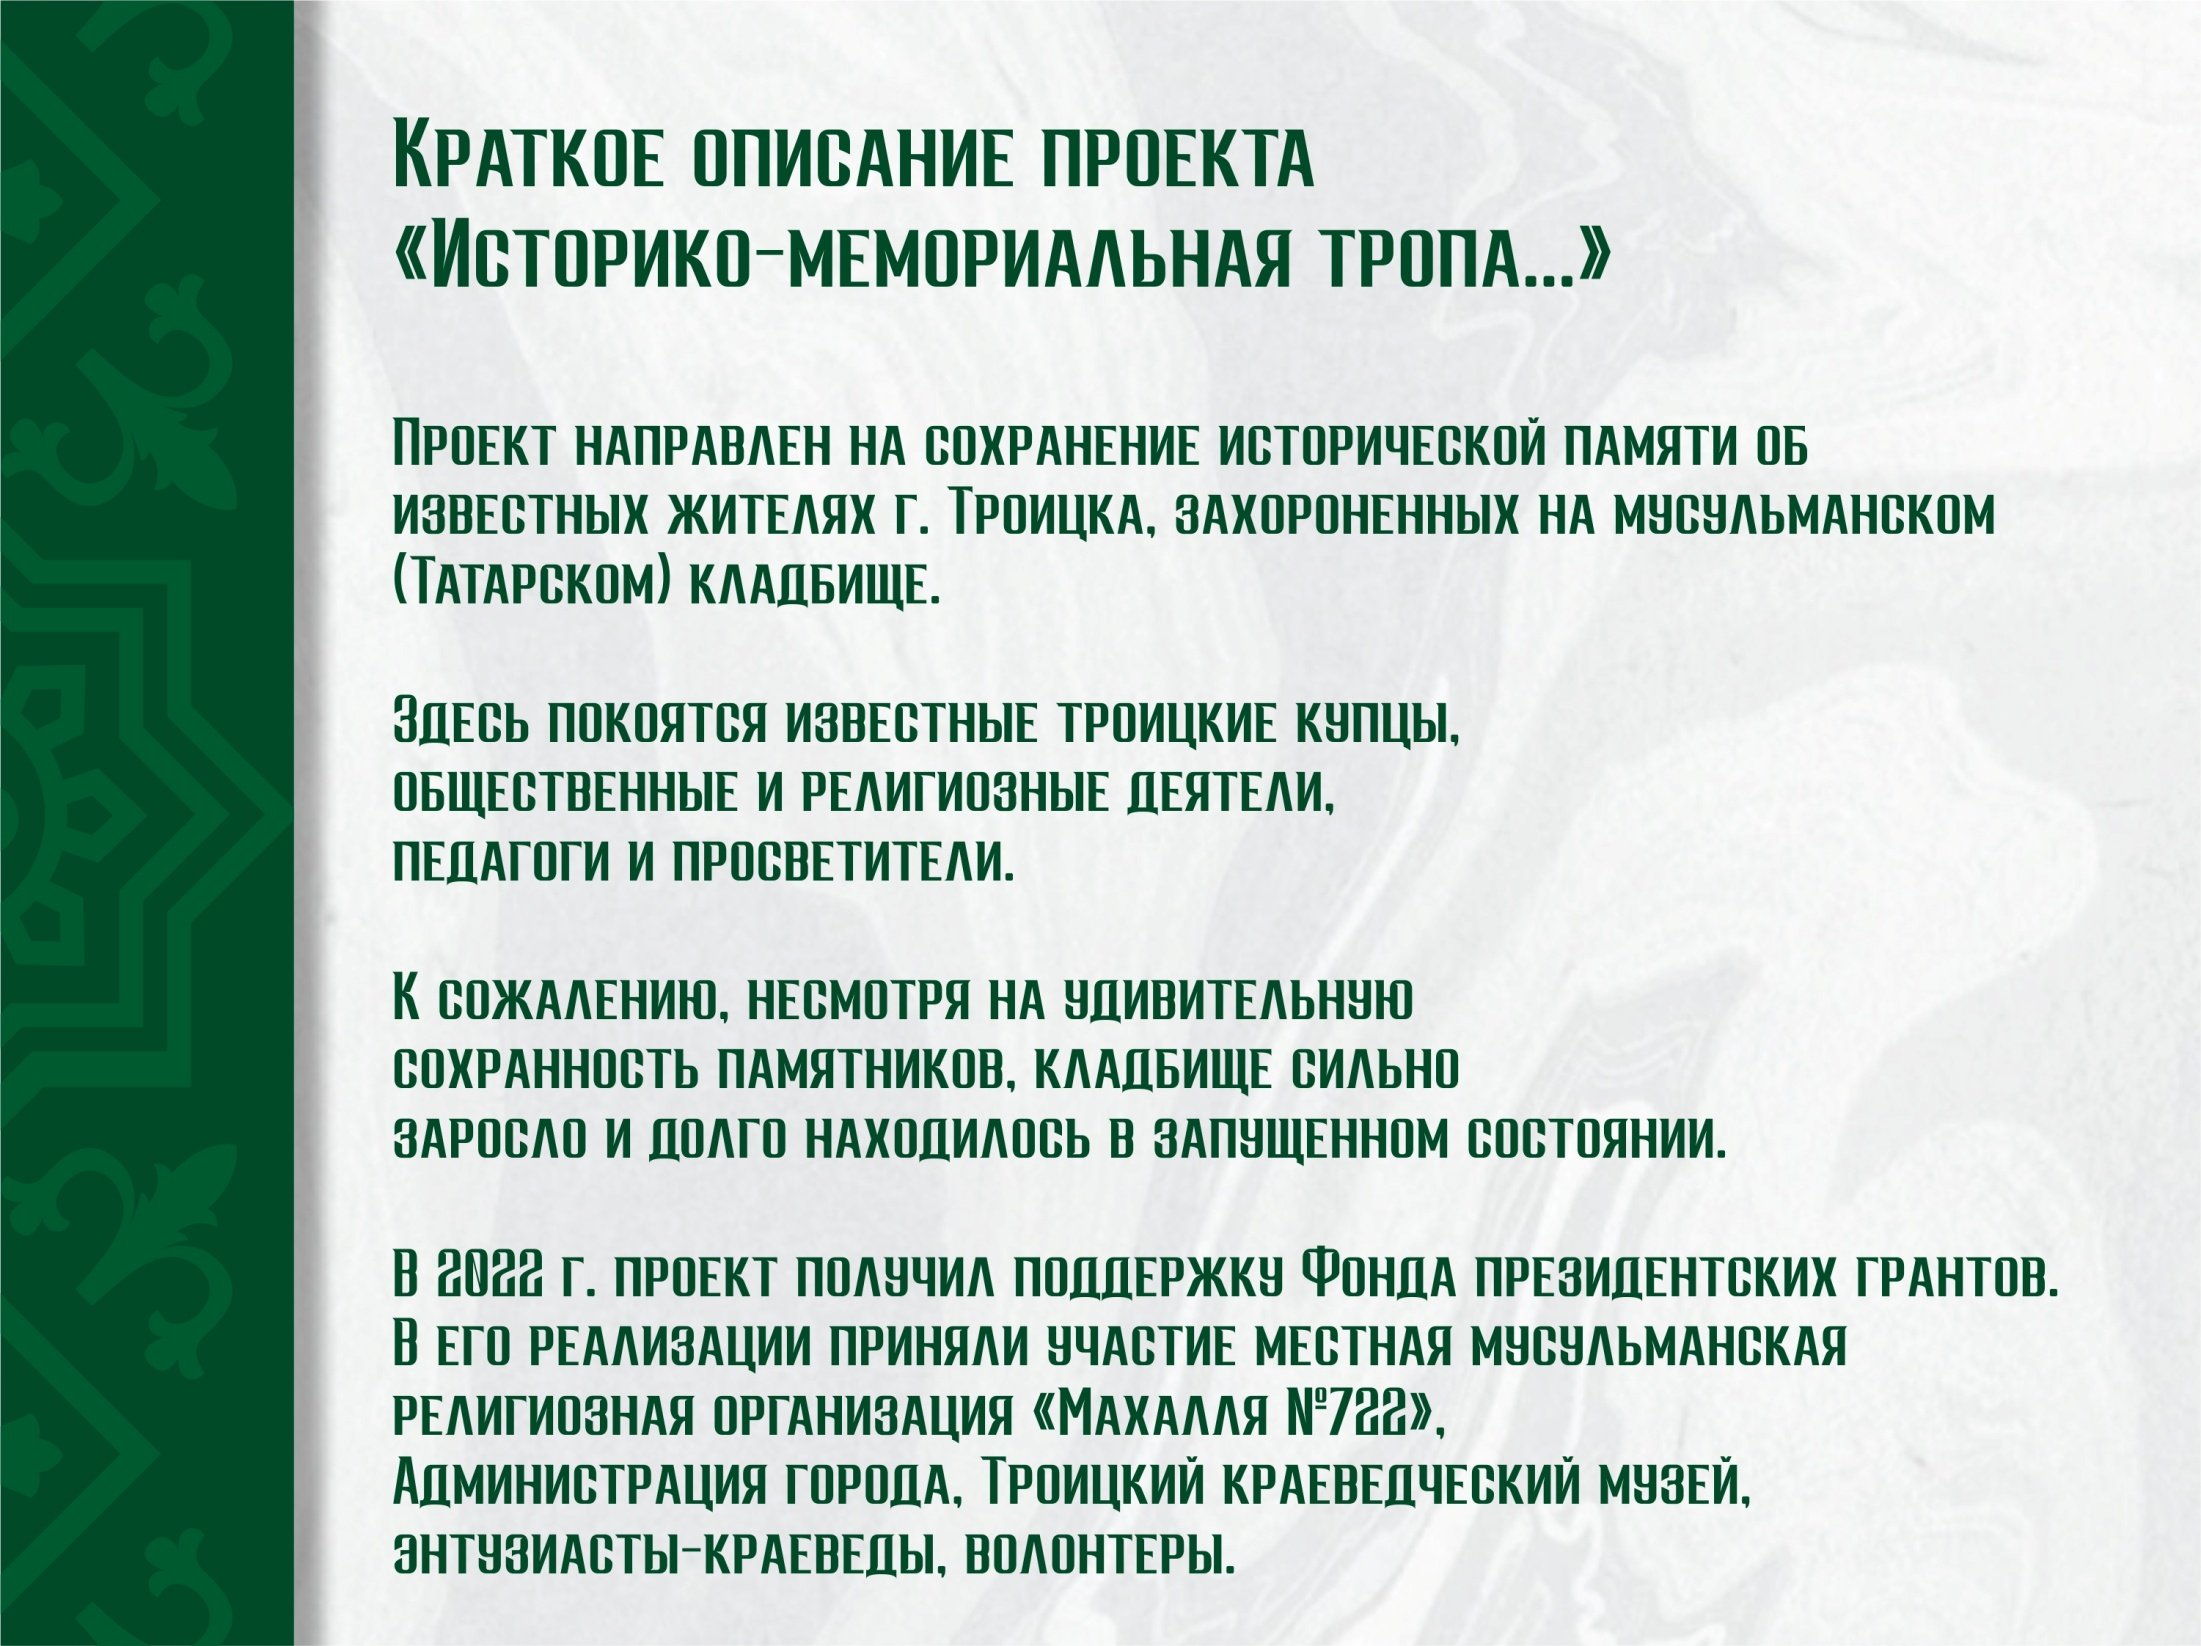 Краткое описание проекта
«Историко-мемориальная тропа...»
Проект направлен на сохранение исторической памяти об
известных жителях г. Троицка, захороненных на мусульманском
(Татарском) кладбище.
Здесь покоятся известные троицкие купцы,
общественные и религиозные деятели,
педагоги и просветители.
К сожалению, несмотря на удивительную
сохранность памятников, кладбище сильно
заросло и долго находилось в запущенном состоянии.
В 2022 г. проект получил поддержку Фонда президентских грантов.
В его реализации приняли участие местная мусульманская
религиозная организация «Махалля №722»,
Администрация города, Троицкий краеведческий музей,
энтузиасты-краеведы, волонтеры.